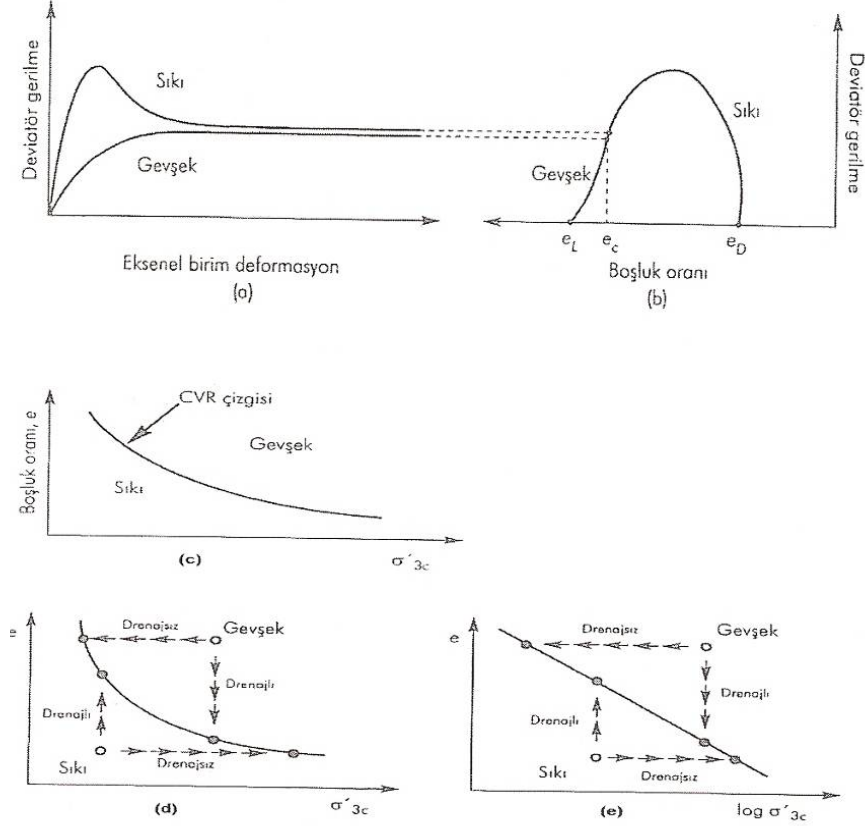 Deviatör gerilme
Sıkı
Gevşek
Eksenel birim deformasyon
(a)
Deviatör gerilme
Sıkı
Gevşek
e_L
e_c
e_D
Boşluk oranı
(b)
Boşluk oranı, e
CVR çizgisi
Gevşek
Sıkı
(c)
σ´3c
Drenajsız
Gevşek
Drenajlı
Drenajlı
Sıkı
Drenajsız
(d)
σ´3c
e
Drenajsız
Gevşek
Drenajlı
Drenajlı
Sıkı
Drenajsız
(e)
log σ´3c